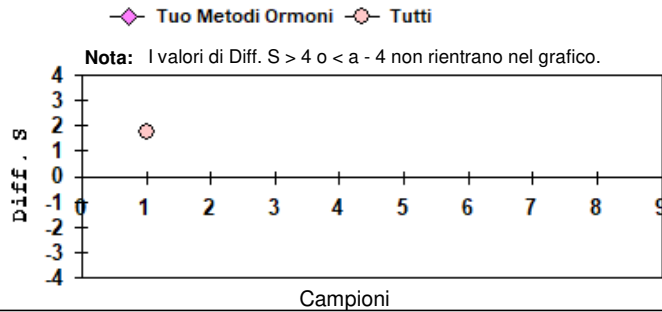 Tuo Metodi Ormoni Tutti
Nota: I valori di Diff. S > 4 o < a - 4 non rientrano nel grafico.
Diff. S
4
3
2
1
0
-1
-2
-3
-4
0 1 2 3 4 5 6 7 8 9
Campioni